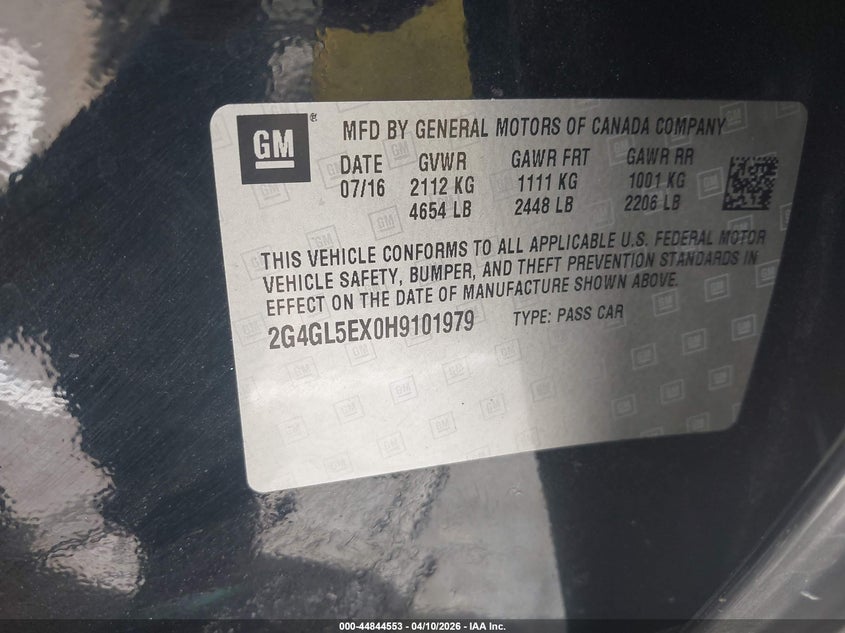 GM ®
MFD BY GENERAL MOTORS OF CANADA COMPANY
DATE GVWR GAWR FRT GAWR RR
07/16 2112 KG 1111 KG 1001 KG
4654 LB 2448 LB 2206 LB
THIS VEHICLE CONFORMS TO ALL APPLICABLE U.S. FEDERAL MOTOR
VEHICLE SAFETY, BUMPER, AND THEFT PREVENTION STANDARDS IN
EFFECT ON THE DATE OF MANUFACTURE SHOWN ABOVE.
2G4GL5EX0H9101979 TYPE: PASS CAR
000-44844553 - 04/10/2026 - IAA Inc.